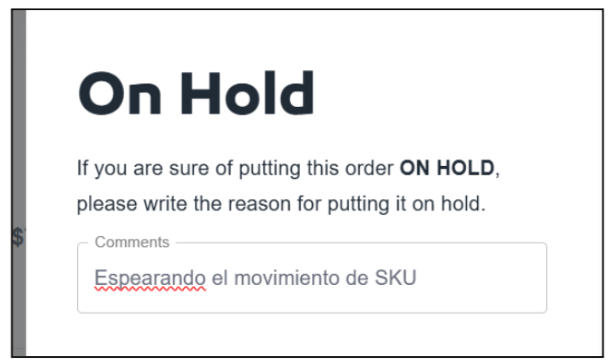 On Hold
If you are sure of putting this order ON HOLD,
please write the reason for putting it on hold.
$
Comments
Espearando el movimiento de SKU